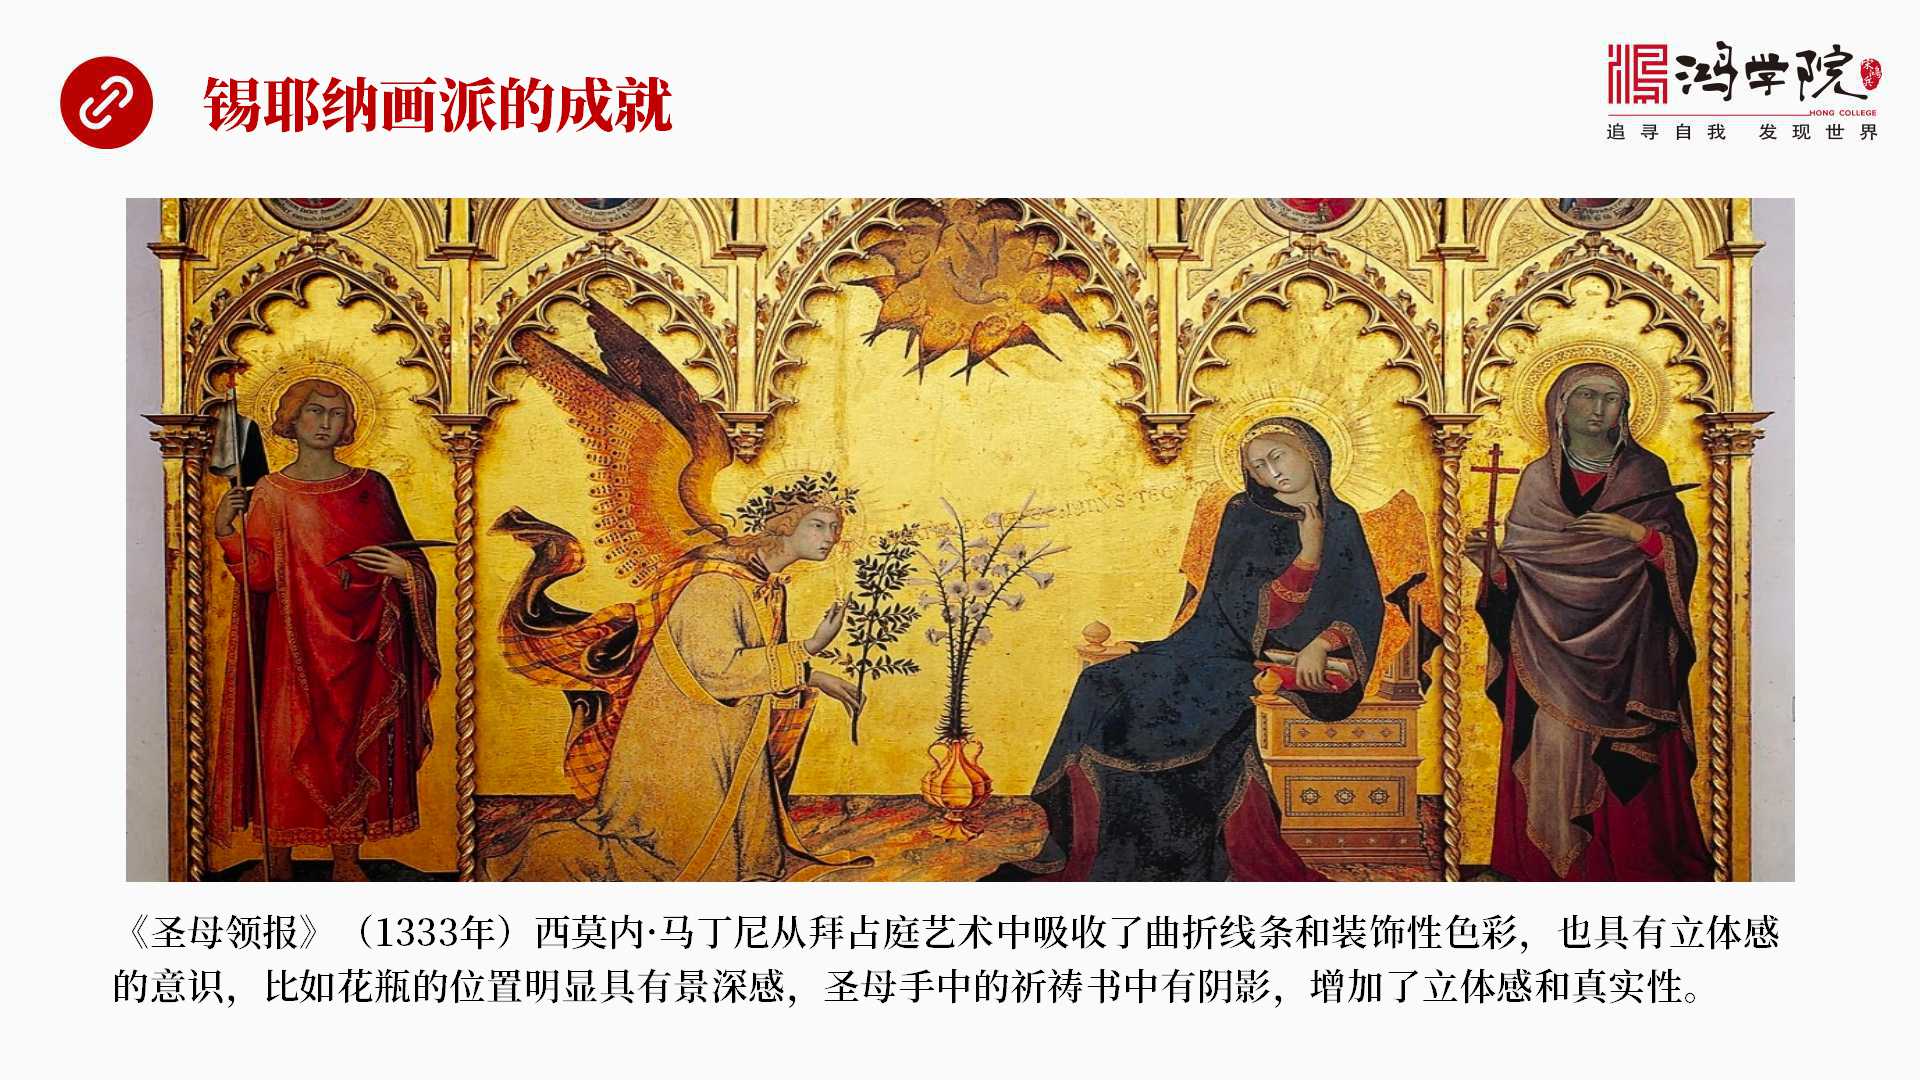 锡耶纳画派的成就
鸿学院
宋鸿兵
HONG COLLEGE
追寻自我 发现世界
《圣母领报》（1333年）西莫内·马丁尼从拜占庭艺术中吸收了曲折线条和装饰性色彩，也具有立体感
的意识，比如花瓶的位置明显具有景深感，圣母手中的祈祷书中有阴影，增加了立体感和真实性。